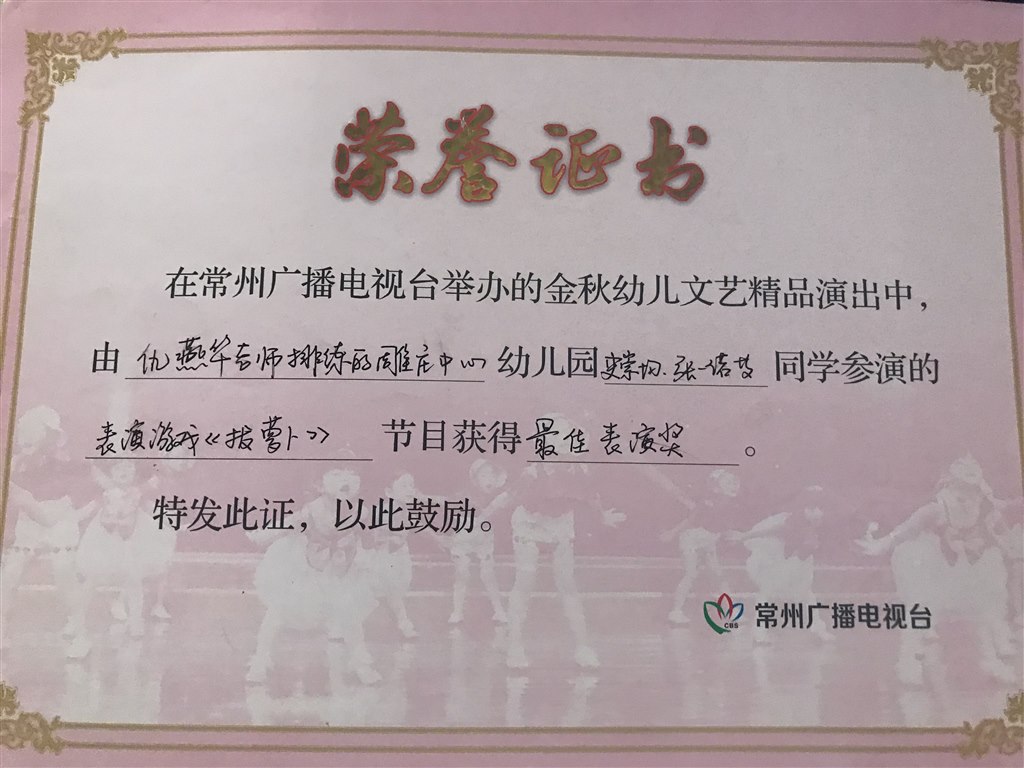 荣誉证书
在常州广播电视台举办的金秋幼儿文艺精品演出中，
由 仇燕华老师排练的雕庄中心 幼儿园 张一诺等 同学参演的
表演游戏《拔萝卜》 节目获得 最佳表演奖 。
特发此证，以此鼓励。
CBS 常州广播电视台